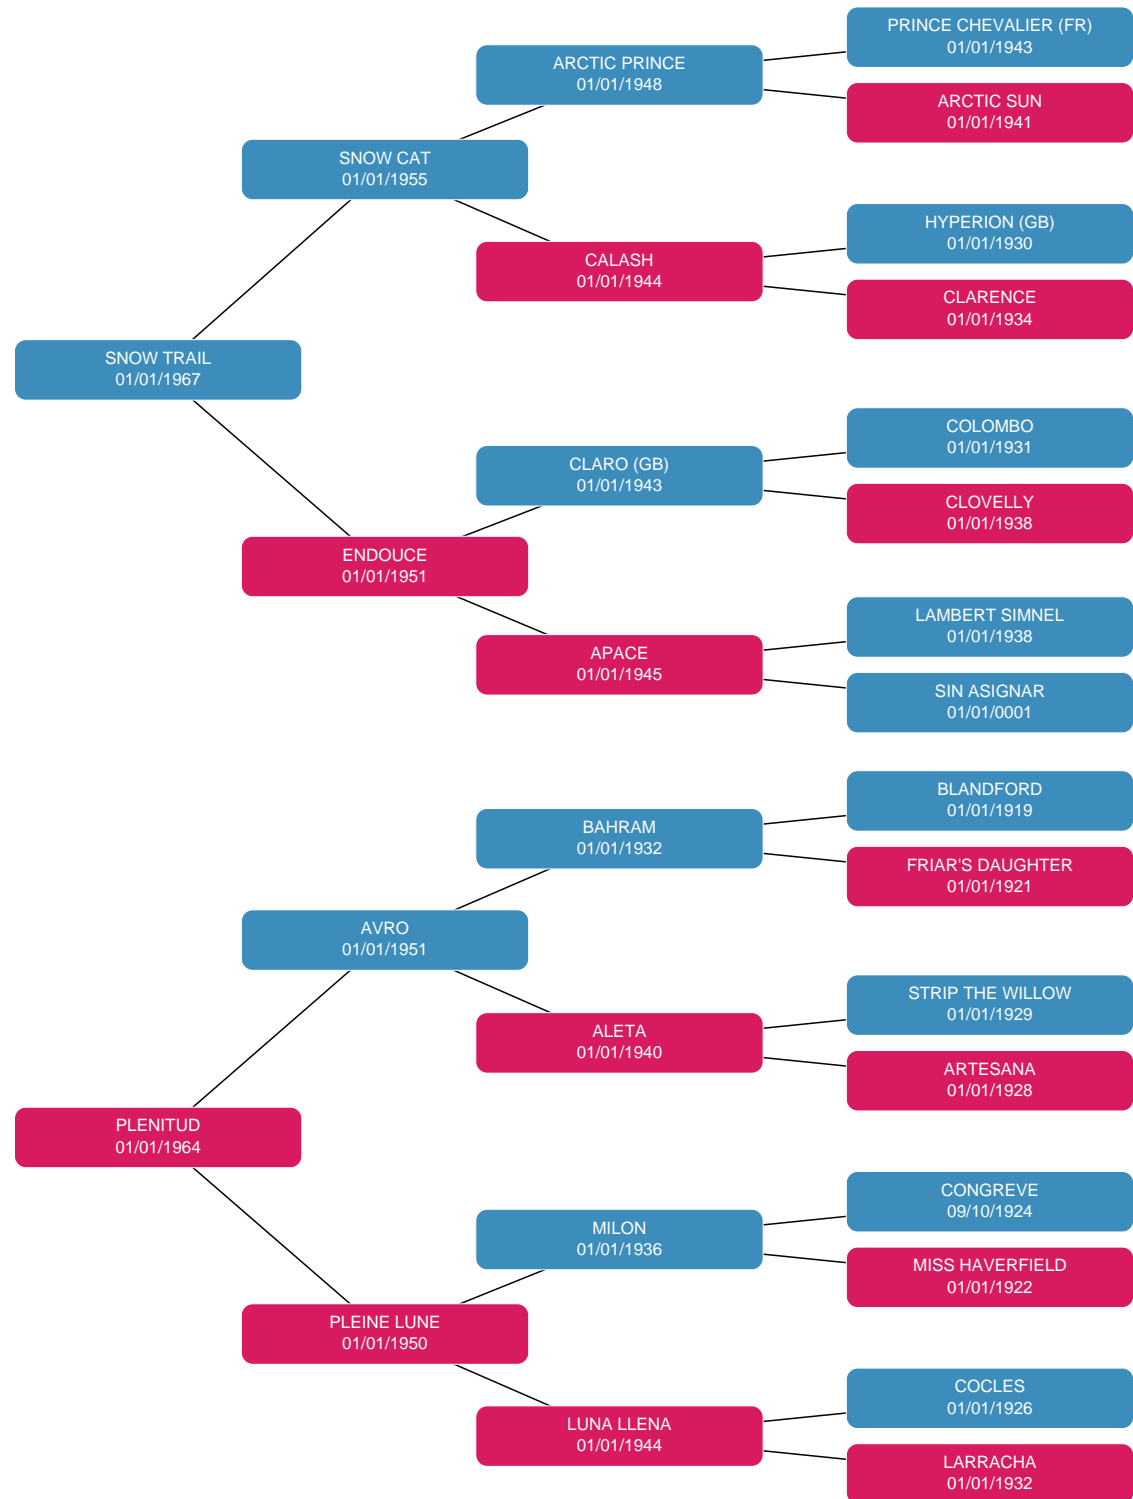 PRINCE CHEVALIER (FR)
01/01/1943
ARCTIC PRINCE
01/01/1948
ARCTIC SUN
01/01/1941
SNOW CAT
01/01/1955
HYPERION (GB)
01/01/1930
CALASH
01/01/1944
CLARENCE
01/01/1934
SNOW TRAIL
01/01/1967
COLOMBO
01/01/1931
CLARO (GB)
01/01/1943
CLOVELLY
01/01/1938
ENDOUCE
01/01/1951
LAMBERT SIMNEL
01/01/1938
APACE
01/01/1945
SIN ASIGNAR
01/01/0001
BLANDFORD
01/01/1919
BAHRAM
01/01/1932
FRIAR'S DAUGHTER
01/01/1921
AVRO
01/01/1951
STRIP THE WILLOW
01/01/1929
ALETA
01/01/1940
ARTESANA
01/01/1928
PLENITUD
01/01/1964
CONGREVE
09/10/1924
MILON
01/01/1936
MISS HAVERFIELD
01/01/1922
PLEINE LUNE
01/01/1950
COCLES
01/01/1926
LUNA LLENA
01/01/1944
LARRACHA
01/01/1932